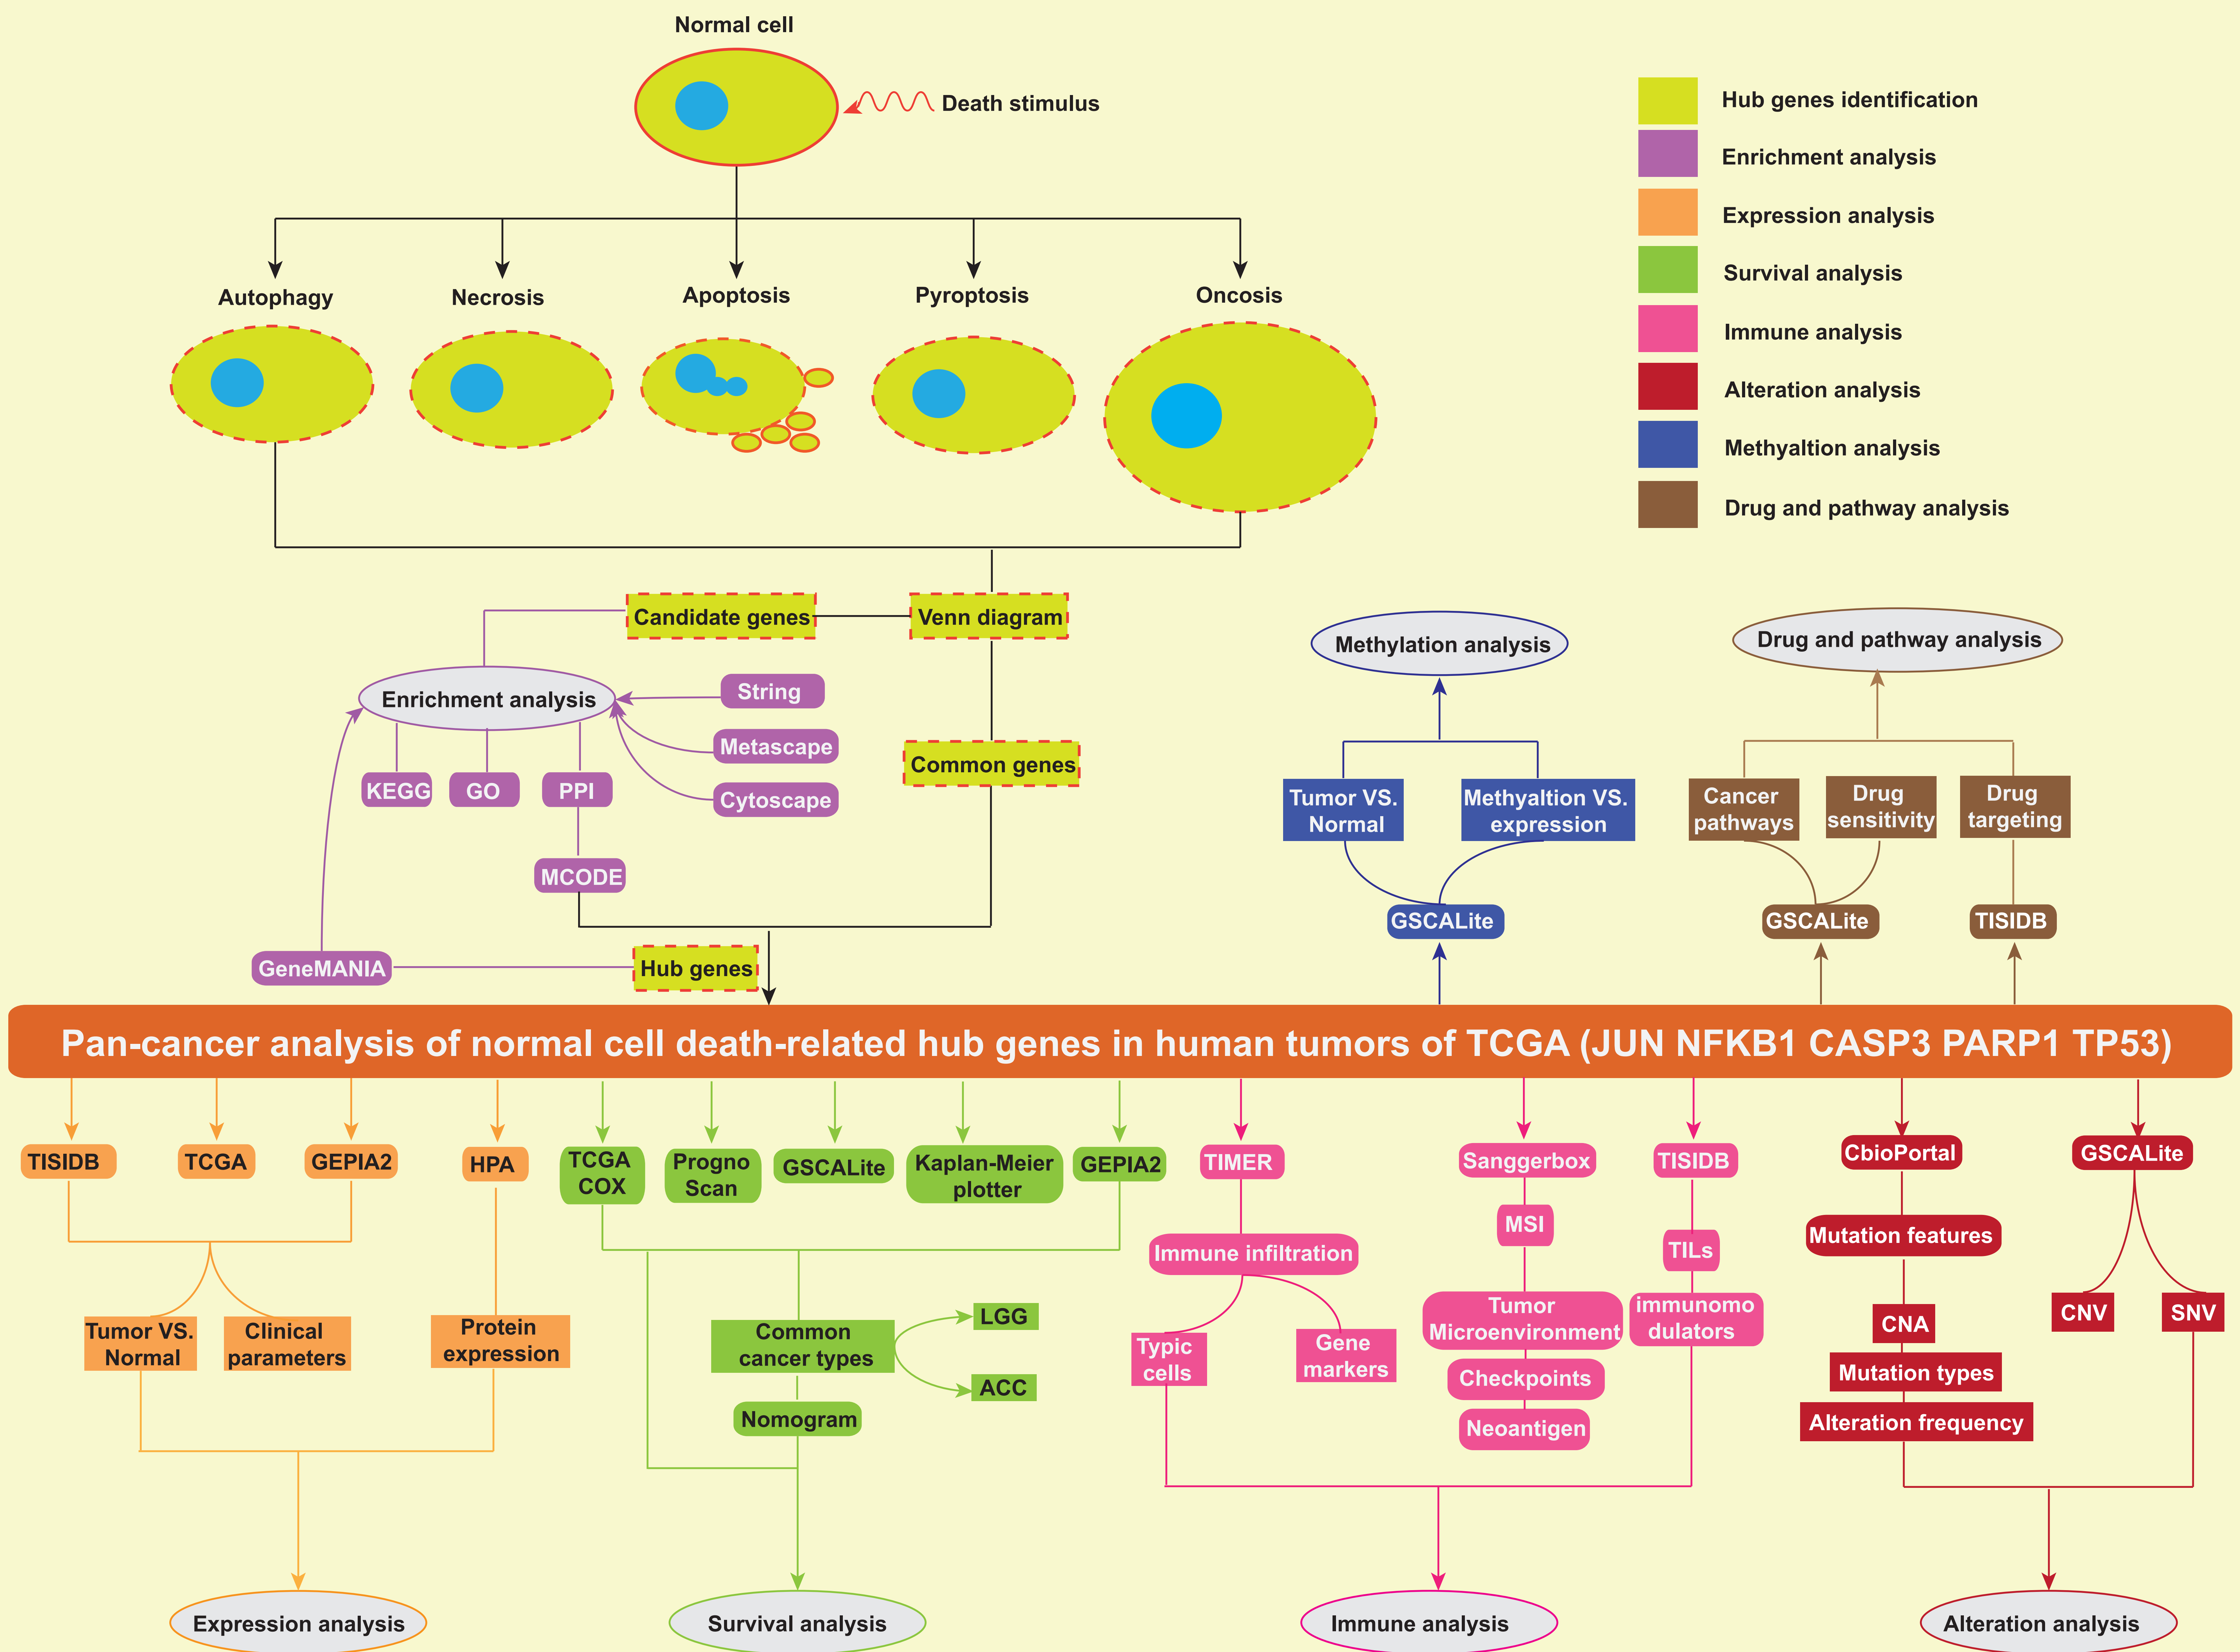 Normal cell
Death stimulus
Hub genes identification
Enrichment analysis
Expression analysis
Survival analysis
Immune analysis
Alteration analysis
Methyaltion analysis
Drug and pathway analysis
Autophagy
Necrosis
Apoptosis
Pyroptosis
Oncosis
Candidate genes
Venn diagram
Enrichment analysis
String
Metascape
Cytoscape
Common genes
KEGG
GO
PPI
MCODE
GeneMANIA
Hub genes
Methylation analysis
Tumor VS.
Normal
Methyaltion VS.
expression
GSCALite
Drug and pathway analysis
Cancer
pathways
Drug
sensitivity
Drug
targeting
GSCALite
TISIDB
Pan-cancer analysis of normal cell death-related hub genes in human tumors of TCGA (JUN NFKB1 CASP3 PARP1 TP53)
TISIDB
TCGA
GEPIA2
HPA
Tumor VS.
Normal
Clinical
parameters
Protein
expression
Expression analysis
TCGA
COX
Progno
Scan
GSCALite
Kaplan-Meier
plotter
GEPIA2
Common
cancer types
LGG
ACC
Nomogram
Survival analysis
TIMER
Immune infiltration
Typic
cells
Gene
markers
Sanggerbox
MSI
Tumor
Microenvironment
Checkpoints
Neoantigen
TISIDB
TILs
immunomo
dulators
Immune analysis
CbioPortal
Mutation features
CNA
Mutation types
Alteration frequency
GSCALite
CNV
SNV
Alteration analysis